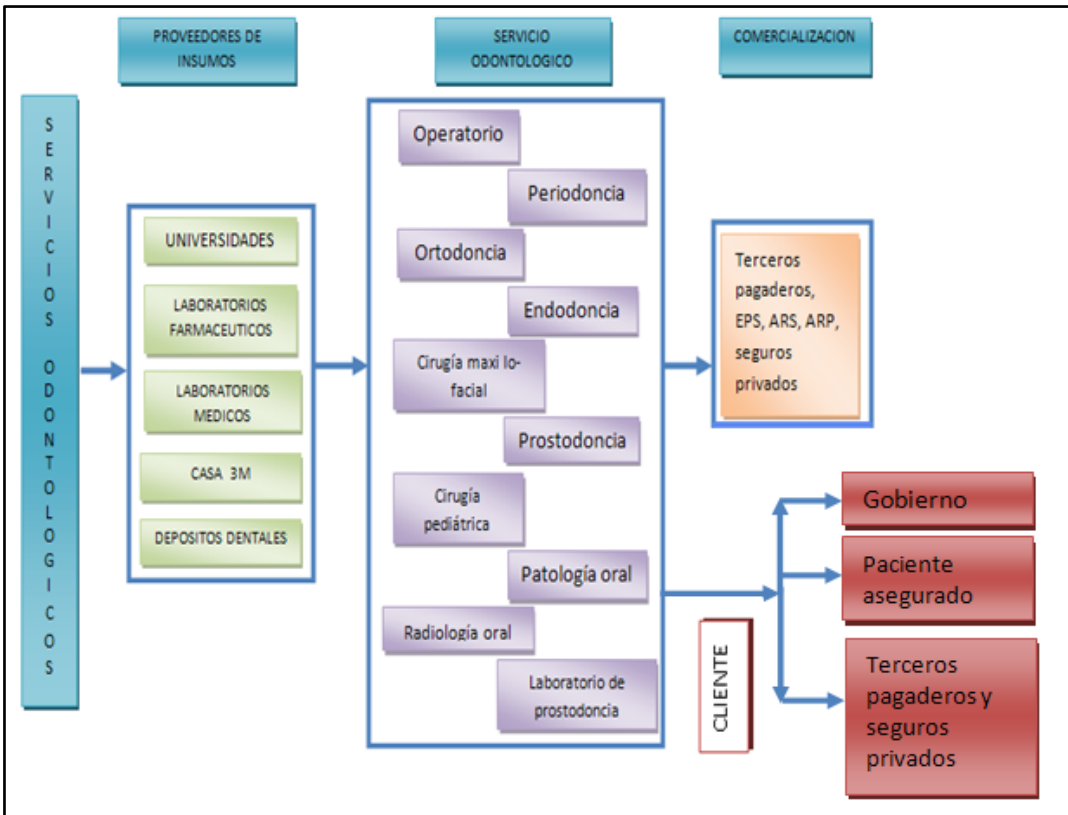 PROVEEDORES DE
INSUMOS
SERVICIO
ODONTOLOGICO
COMERCIALIZACION
SERVICIOS ODONTOLOGICOS
UNIVERSIDADES
LABORATORIOS
FARMACEUTICOS
LABORATORIOS
MEDICOS
CASA 3M
DEPOSITOS DENTALES
Operatorio
Periodoncia
Ortodoncia
Endodoncia
Cirugía maxi lo-
facial
Prostodoncia
Cirugía
pediátrica
Patología oral
Radiología oral
Laboratorio de
prostodoncia
Terceros
pagaderos,
EPS, ARS, ARP,
seguros
privados
CLIENTE
Gobierno
Paciente
asegurado
Terceros
pagaderos y
seguros
privados